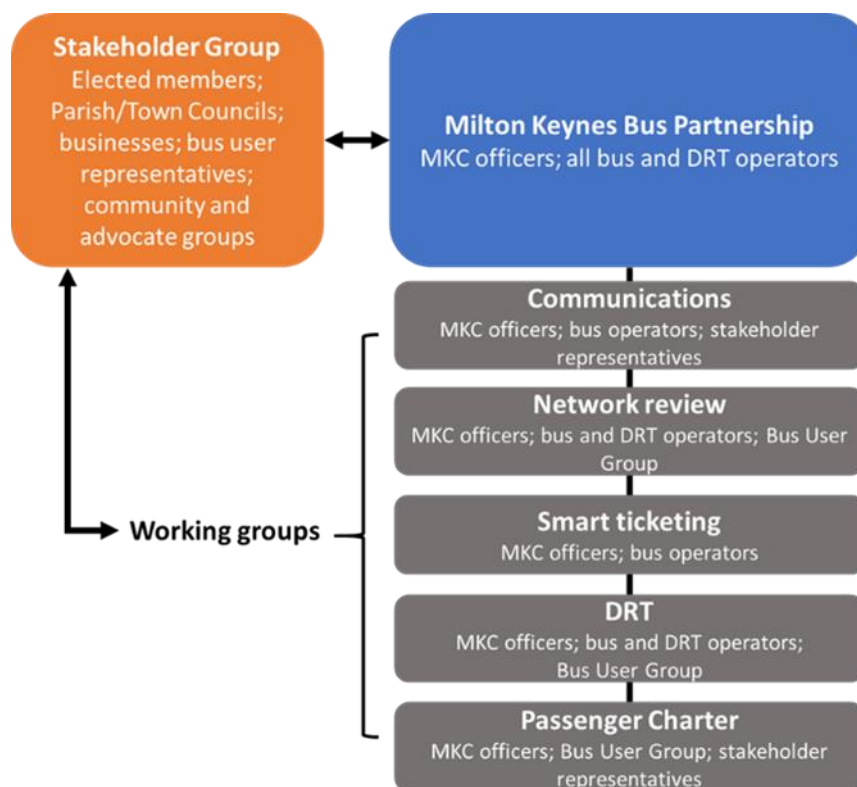 Stakeholder Group
Elected members;
Parish/Town Councils;
businesses; bus user
representatives;
community and
advocate groups
Milton Keynes Bus Partnership
MKC officers; all bus and DRT operators
Communications
MKC officers; bus operators; stakeholder
representatives
Network review
MKC officers; bus and DRT operators; Bus User
Group
Working groups
Smart ticketing
MKC officers; bus operators
DRT
MKC officers; bus and DRT operators;
Bus User Group
Passenger Charter
MKC officers; Bus User Group; stakeholder
representatives